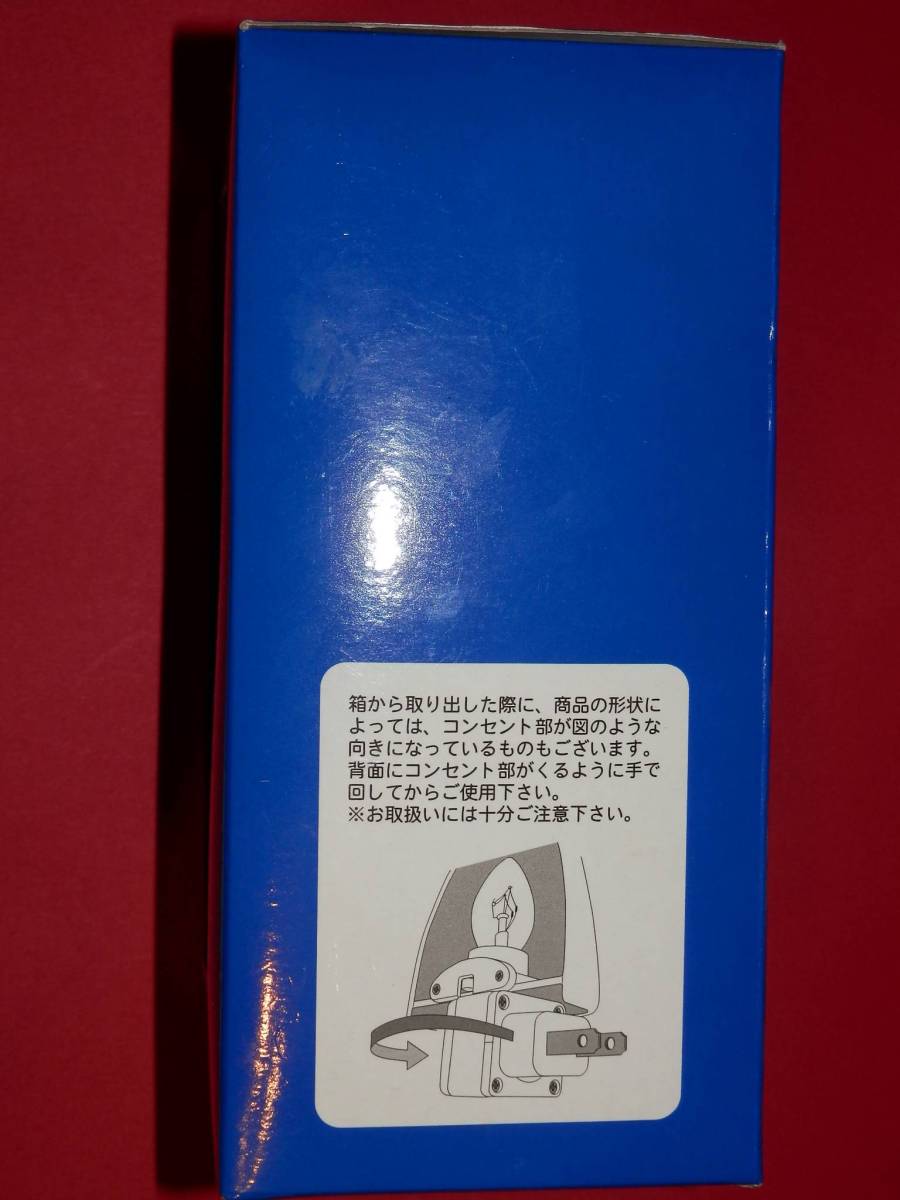 箱から取り出した際に、商品の形状に
よっては、コンセント部が図のような
向きになっているものもございます。
背面にコンセント部がくるように手で
回してからご使用下さい。
※お取扱いには十分ご注意下さい。